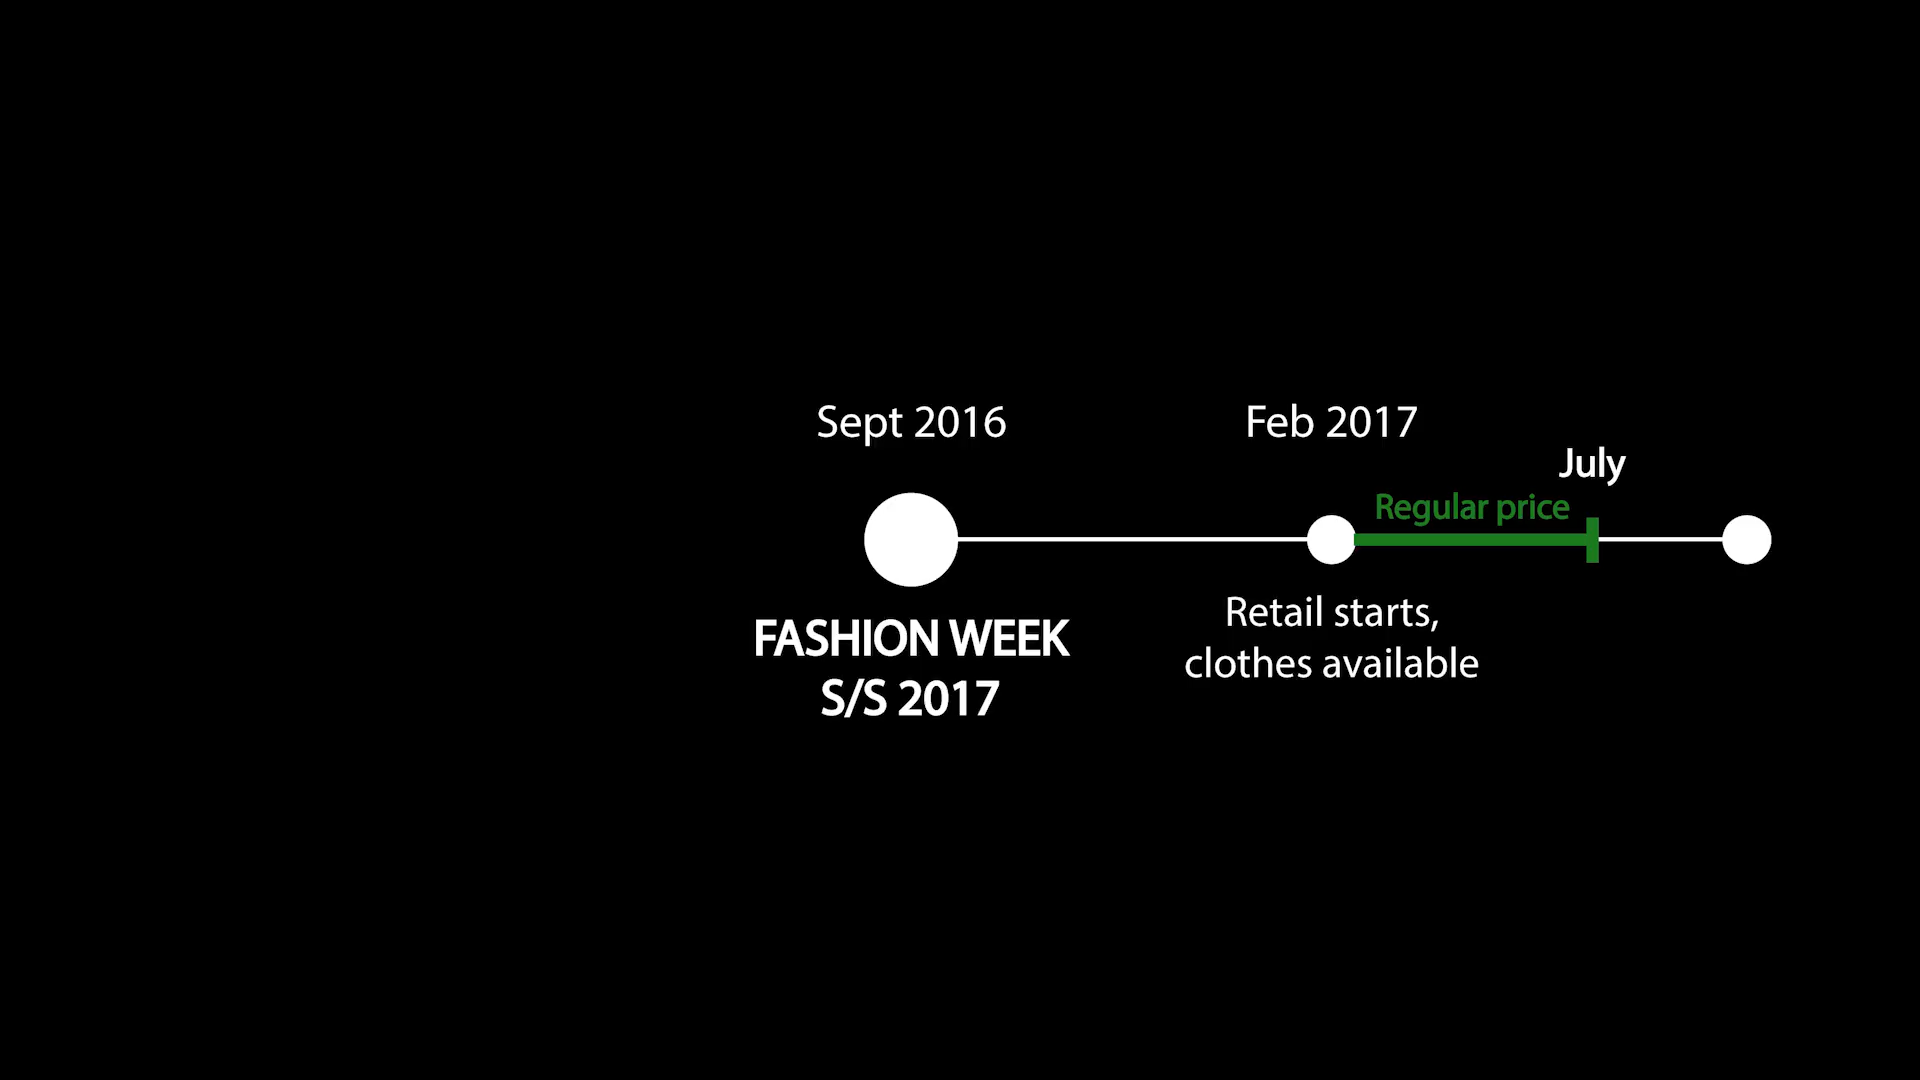 Sept 2016
Feb 2017
July
Regular price
FASHION WEEK
S/S 2017
Retail starts,
clothes available